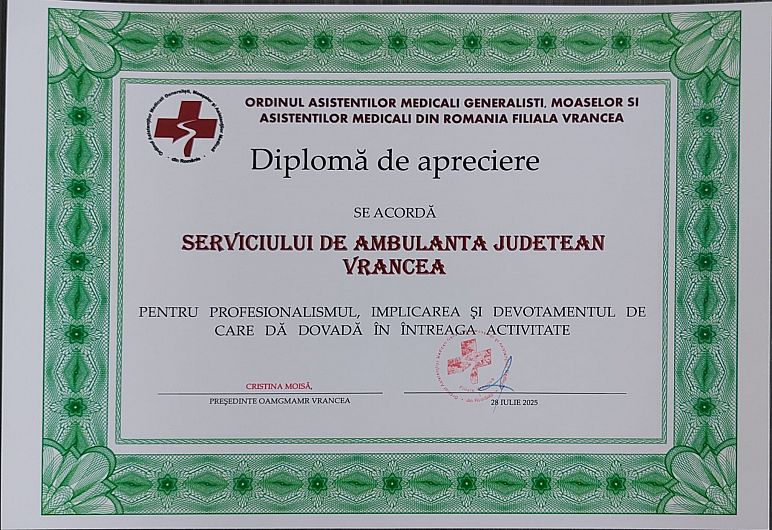 ORDINUL ASISTENTILOR MEDICALI GENERALISTI, MOASELOR SI
ASISTENTILOR MEDICALI DIN ROMANIA FILIALA VRANCEA
Diplomă de apreciere
SE ACORDĂ
SERVICIULUI DE AMBULANTA JUDETEAN
VRANCEA
PENTRU PROFESIONALISMUL, IMPLICAREA ŞI DEVOTAMENTUL DE
CARE DĂ DOVADĂ ÎN ÎNTREAGA ACTIVITATE
CRISTINA MOISĂ,
PREŞEDINTE OAMGMAMR VRANCEA
28 IULIE 2025